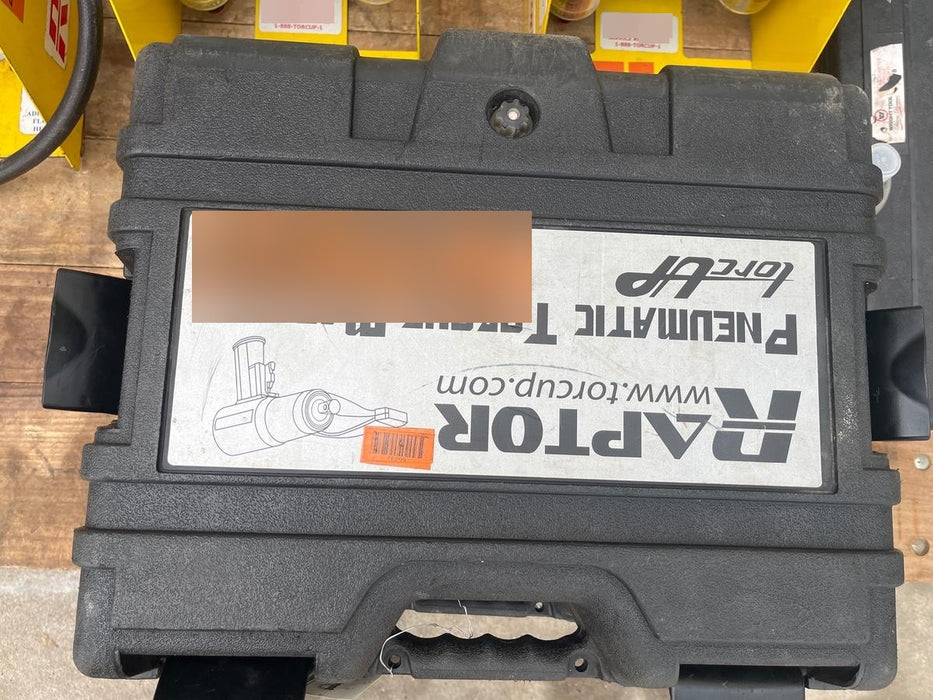 RAPTOR
www.torcup.com
PNEUMATIC TORQUE
torcUP
1-888-TORCUP-1
1-888-TORCUP-1